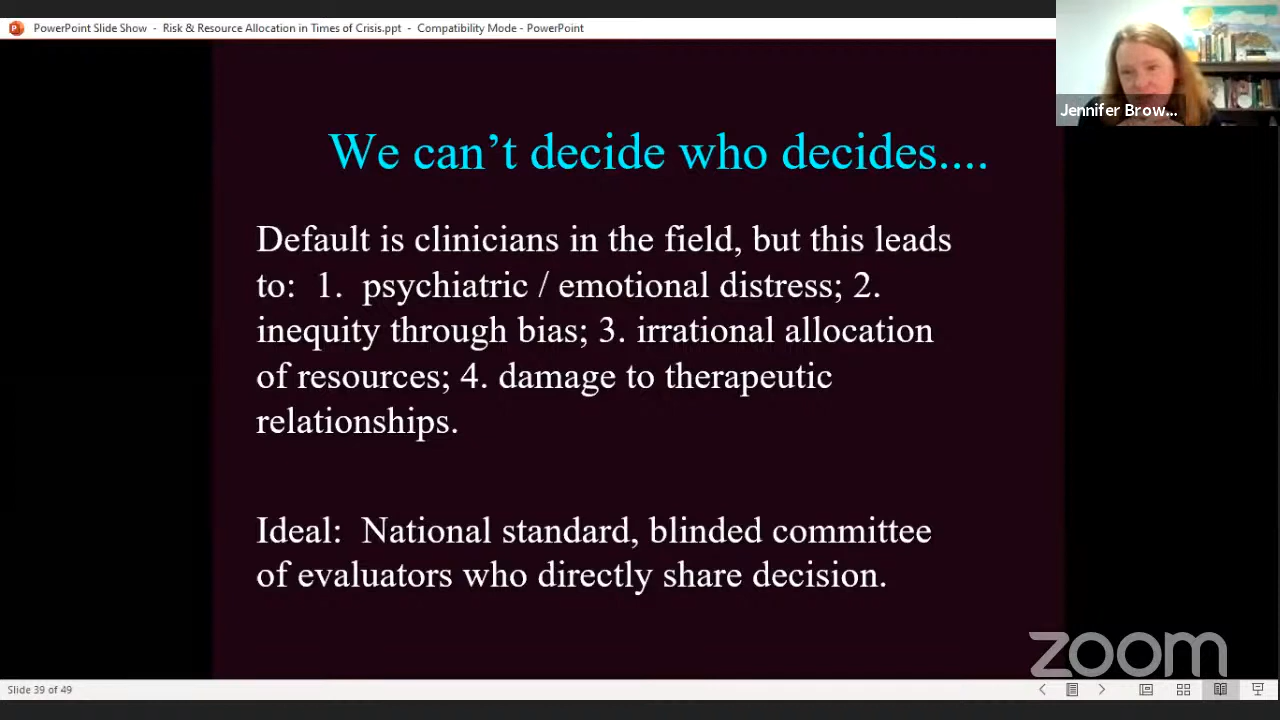 PowerPoint Slide Show - Risk & Resource Allocation in Times of Crisis.ppt - Compatibility Mode - PowerPoint
Jennifer Brow...
We can’t decide who decides....
Default is clinicians in the field, but this leads
to: 1. psychiatric / emotional distress; 2.
inequity through bias; 3. irrational allocation
of resources; 4. damage to therapeutic
relationships.
Ideal: National standard, blinded committee
of evaluators who directly share decision.
zoom
Slide 39 of 49